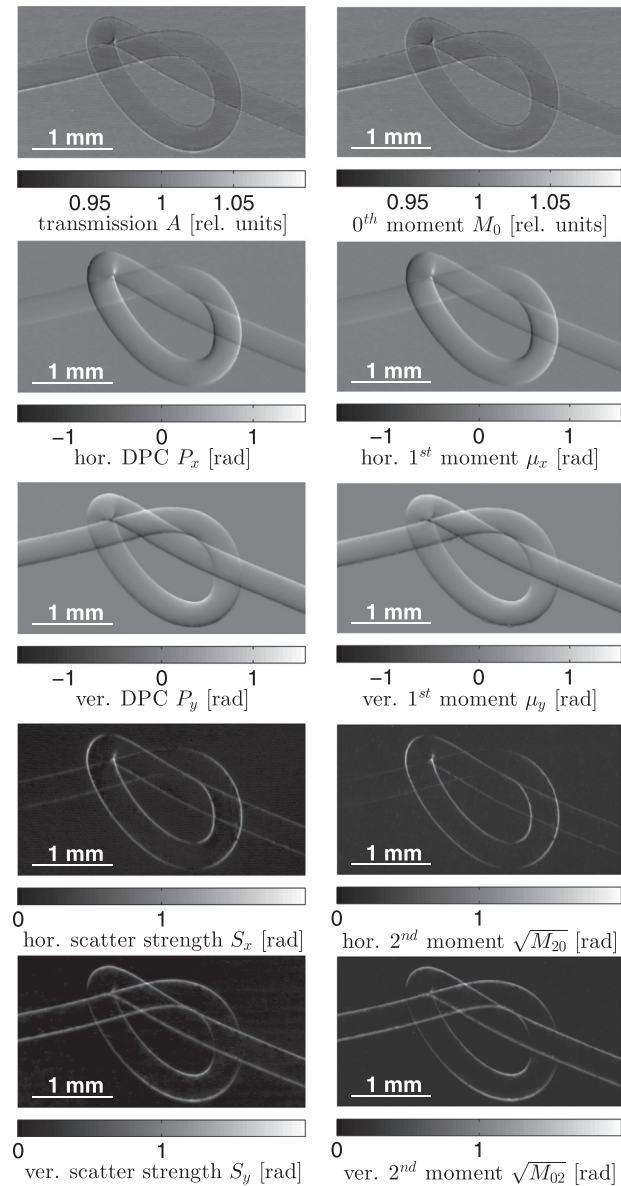 1 mm 1 mm
0.95 1 1.05 0.95 1 1.05
transmission A [rel. units] 0th moment M0 [rel. units]
1 mm 1 mm
−1 0 1 −1 0 1
hor. DPC Px [rad] hor. 1st moment μx [rad]
1 mm 1 mm
−1 0 1 −1 0 1
ver. DPC Py [rad] ver. 1st moment μy [rad]
1 mm 1 mm
0 1 0 1
hor. scatter strength Sx [rad] hor. 2nd moment √M20 [rad]
1 mm 1 mm
0 1 0 1
ver. scatter strength Sy [rad] ver. 2nd moment √M02 [rad]